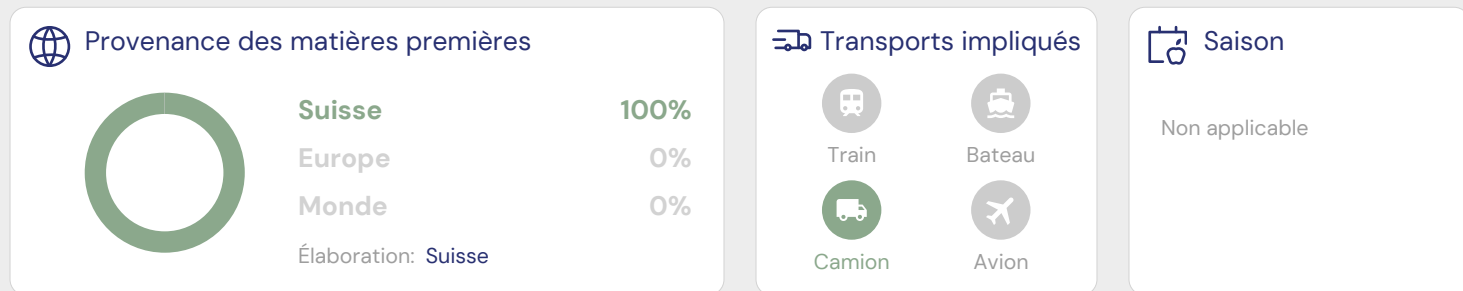 Provenance des matières premières
Suisse 100%
Europe 0%
Monde 0%
Élaboration: Suisse
Transports impliqués
Train Bateau
Camion Avion
Saison
Non applicable